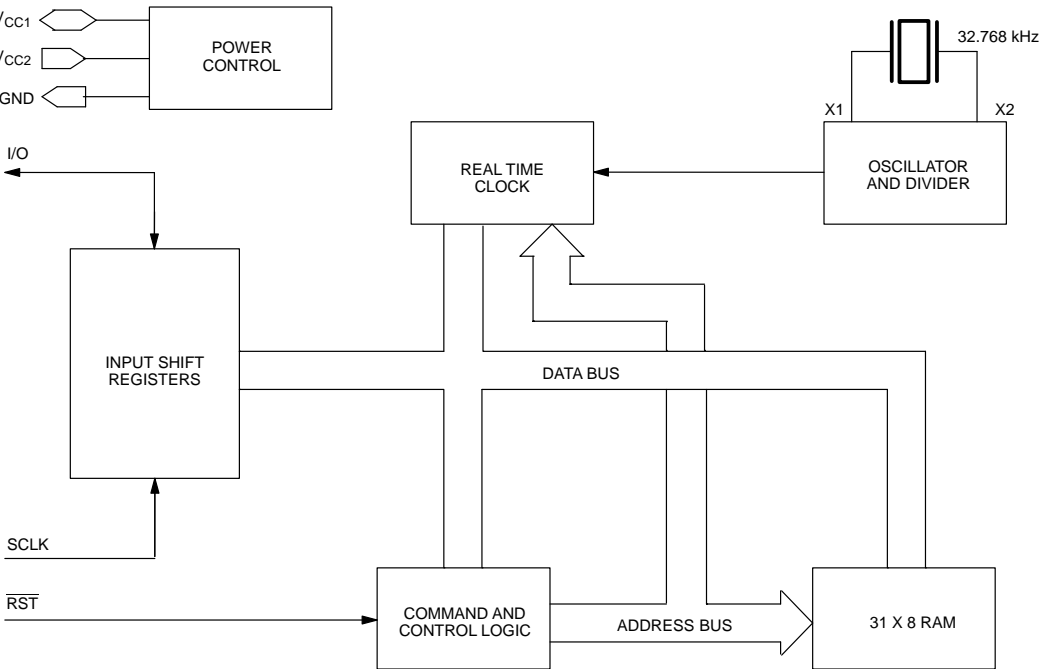 VCC1
POWER
CONTROL
VCC2
GND
32.768 kHz
X1
X2
I/O
REAL TIME
CLOCK
OSCILLATOR
AND DIVIDER
INPUT SHIFT
REGISTERS
DATA BUS
SCLK
RST
COMMAND AND
CONTROL LOGIC
ADDRESS BUS
31 X 8 RAM